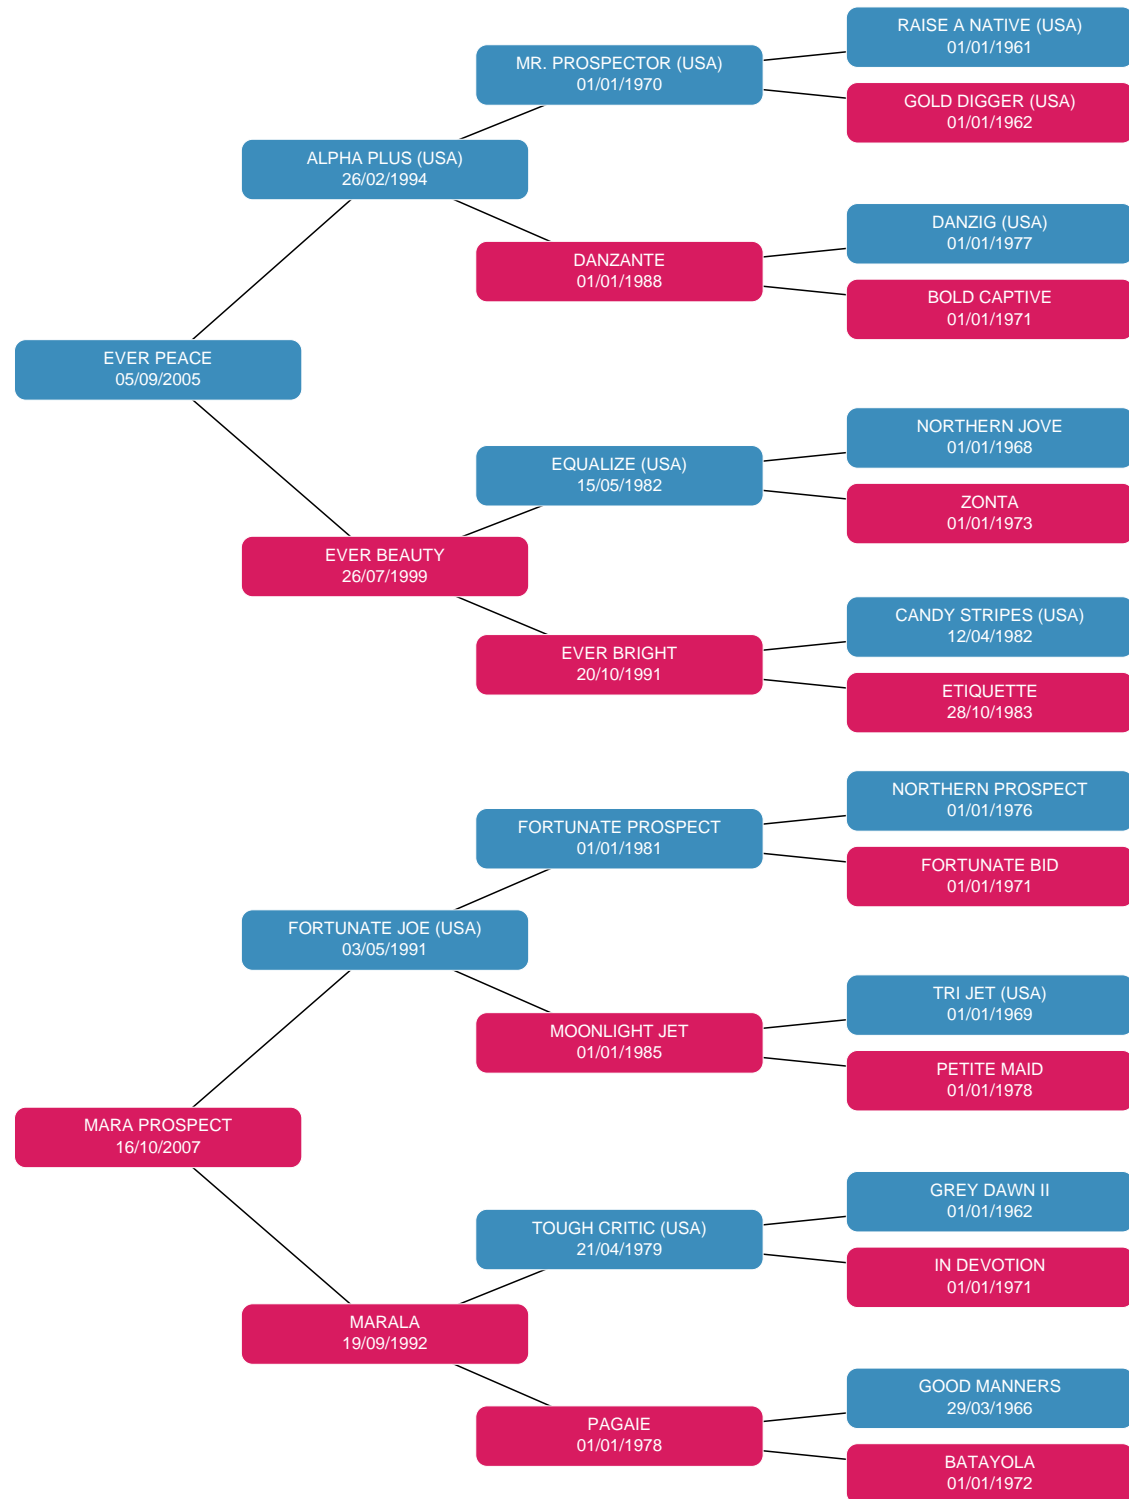 RAISE A NATIVE (USA)
01/01/1961
MR. PROSPECTOR (USA)
01/01/1970
GOLD DIGGER (USA)
01/01/1962
ALPHA PLUS (USA)
26/02/1994
DANZIG (USA)
01/01/1977
DANZANTE
01/01/1988
BOLD CAPTIVE
01/01/1971
EVER PEACE
05/09/2005
NORTHERN JOVE
01/01/1968
EQUALIZE (USA)
15/05/1982
ZONTA
01/01/1973
EVER BEAUTY
26/07/1999
CANDY STRIPES (USA)
12/04/1982
EVER BRIGHT
20/10/1991
ETIQUETTE
28/10/1983
NORTHERN PROSPECT
01/01/1976
FORTUNATE PROSPECT
01/01/1981
FORTUNATE BID
01/01/1971
FORTUNATE JOE (USA)
03/05/1991
TRI JET (USA)
01/01/1969
MOONLIGHT JET
01/01/1985
PETITE MAID
01/01/1978
MARA PROSPECT
16/10/2007
GREY DAWN II
01/01/1962
TOUGH CRITIC (USA)
21/04/1979
IN DEVOTION
01/01/1971
MARALA
19/09/1992
GOOD MANNERS
29/03/1966
PAGAIE
01/01/1978
BATAYOLA
01/01/1972